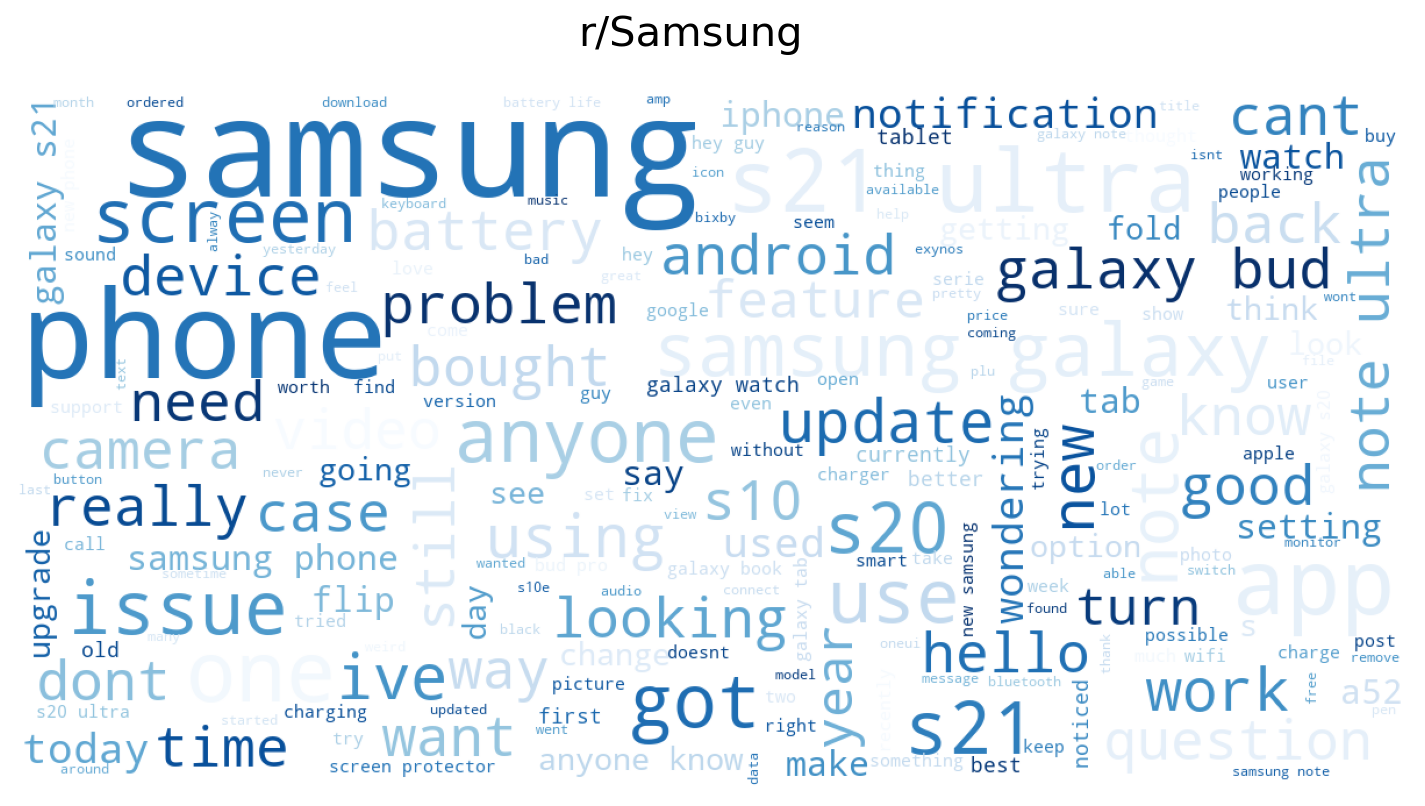 r/Samsung
month
ordered
download
battery life
amp
iphone
notification
title
cant
buy
galaxy s21
samsung
reason
tablet
galaxy note
thought
hey guy
s21 ultra
isnt
watch
working
new phone
icon
thing
available
people
note ultra
screen
keyboard
music
bixby
seem
help
getting
fold
back
alway
battery
yesterday
sound
hey
android
exynos
love
bad
device
feel
great
galaxy bud
serie
pretty
feature
wont
phone
problem
google
price
coming
sure
show
think
come
samsung galaxy
look
file
put
bought
text
need
worth
find
version
guy
galaxy watch
open
plu
game
user
support
even
tab
know
video
anyone
update
wondering
new
camera
without
trying
currently
apple
note
galaxy s20
last
button
never
going
say
charger
better
order
good
really
case
still
see
set
fix
view
s10
s20
lot
setting
upgrade
call
using
used
new samsung
option
monitor
samsung phone
sometime
wanted
bud pro
galaxy book
smart
take
photo
switch
issue
flip
tried
day
s10e
audio
connect
galaxy tab
use
week
able
app
found
turn
looking
black
many
old
weird
year
oneui
hello
thank
possible
s
post
dont
one
ive
way
change
doesnt
much
wifi
charge
remove
picture
model
message
bluetooth
free
work
a52
pen
s20 ultra
started
charging
updated
first
went
got
two
right
recently
s21
noticed
today
time
try
want
keep
question
around
screen protector
anyone know
data
make
something
best
samsung note